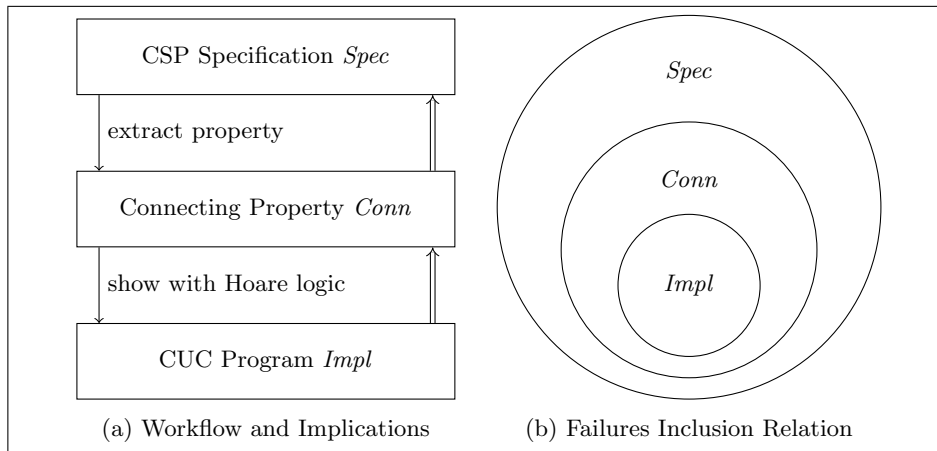 CSP Specification Spec
extract property
Connecting Property Conn
show with Hoare logic
CUC Program Impl
(a) Workflow and Implications
Spec
Conn
Impl
(b) Failures Inclusion Relation